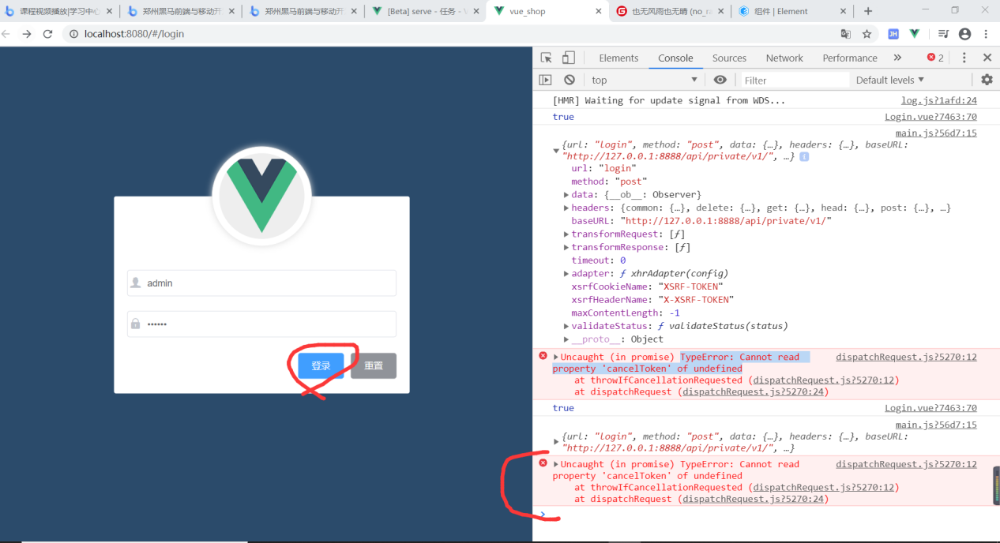 课程视频播放|学习中心
郑州黑马前端与移动开
郑州黑马前端与移动开
[Beta] serve - 任务 -
vue_shop
也无风雨也无晴 (no_ra
组件 | Element
localhost:8080/#/login
JH
Elements
Console
Sources
Network
Performance
2
top
Filter
Default levels
[HMR] Waiting for update signal from WDS...
log.js?1afd:24
true
Login.vue?7463:70
main.js?56d7:15
{url: "login", method: "post", data: {…}, headers: {…}, baseURL:
"http://127.0.0.1:8888/api/private/v1/", …}
url: "login"
method: "post"
data: {__ob__: Observer}
headers: {common: {…}, delete: {…}, get: {…}, head: {…}, post: {…}, …}
baseURL: "http://127.0.0.1:8888/api/private/v1/"
transformRequest: [ƒ]
transformResponse: [ƒ]
timeout: 0
adapter: ƒ xhrAdapter(config)
xsrfCookieName: "XSRF-TOKEN"
xsrfHeaderName: "X-XSRF-TOKEN"
maxContentLength: -1
validateStatus: ƒ validateStatus(status)
__proto__: Object
Uncaught (in promise) TypeError: Cannot read
dispatchRequest.js?5270:12
property 'cancelToken' of undefined
at throwIfCancellationRequested (dispatchRequest.js?5270:12)
at dispatchRequest (dispatchRequest.js?5270:24)
true
Login.vue?7463:70
main.js?56d7:15
{url: "login", method: "post", data: {…}, headers: {…}, baseURL:
"http://127.0.0.1:8888/api/private/v1/", …}
Uncaught (in promise) TypeError: Cannot read
dispatchRequest.js?5270:12
property 'cancelToken' of undefined
at throwIfCancellationRequested (dispatchRequest.js?5270:12)
at dispatchRequest (dispatchRequest.js?5270:24)
admin
••••••
登录
重置